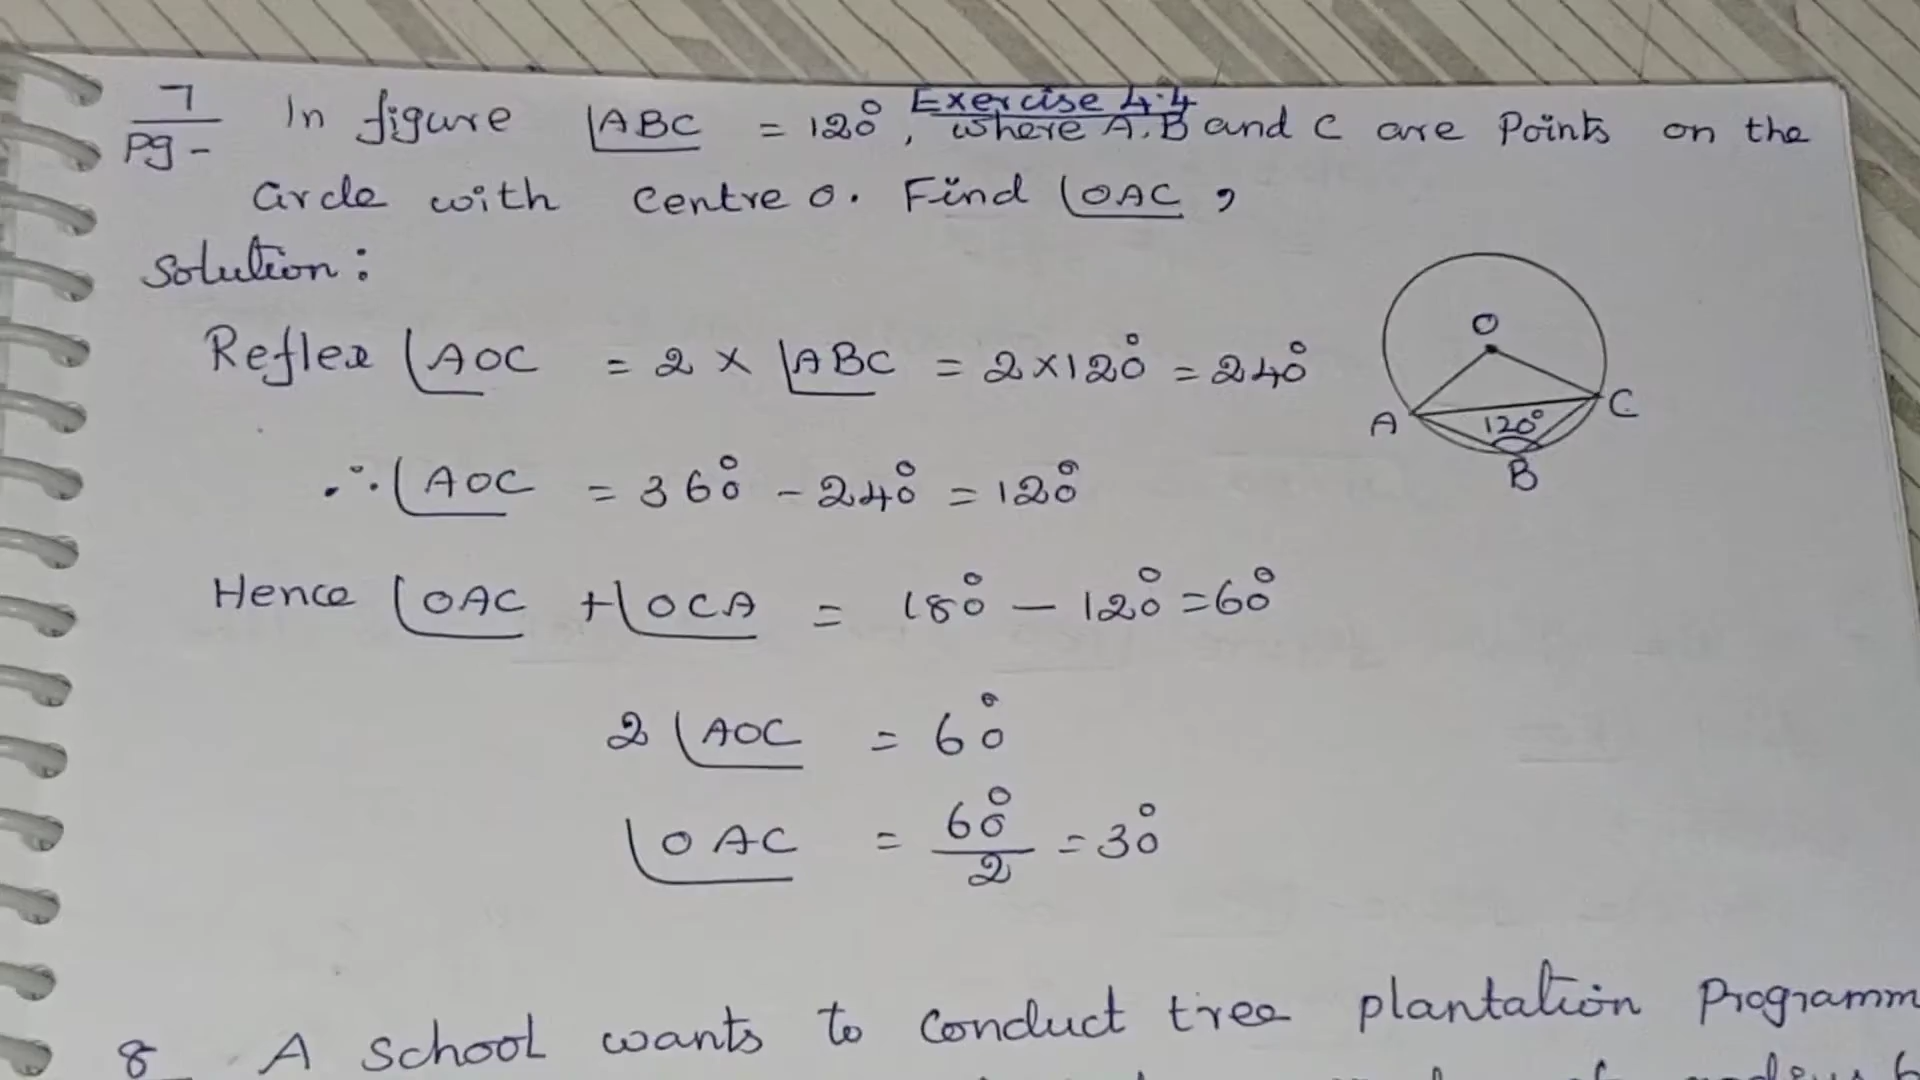 Exercise 4.4
7 In figure ∠ABC = 120°, where A, B and C are Points on the
Pg -
Circle with Centre O. Find ∠OAC ,
Solution :
Reflex ∠AOC = 2 × ∠ABC = 2×120° = 240°
∴ ∠AOC = 360° - 240° = 120°
Hence ∠OAC + ∠OCA = 180° - 120° = 60°
2 ∠AOC = 60°
∠OAC = 60°/2 = 30°
O
A
C
120°
B
8 A school wants to conduct tree plantation Programm